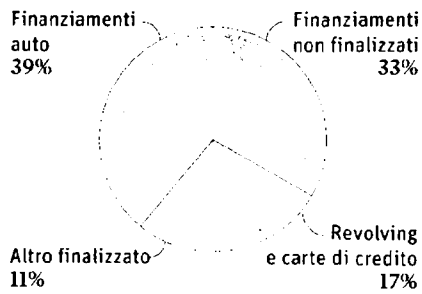 Finanziamenti
auto
39%
Finanziamenti
non finalizzati
33%
Altro finalizzato
11%
Revolving
e carte di credito
17%